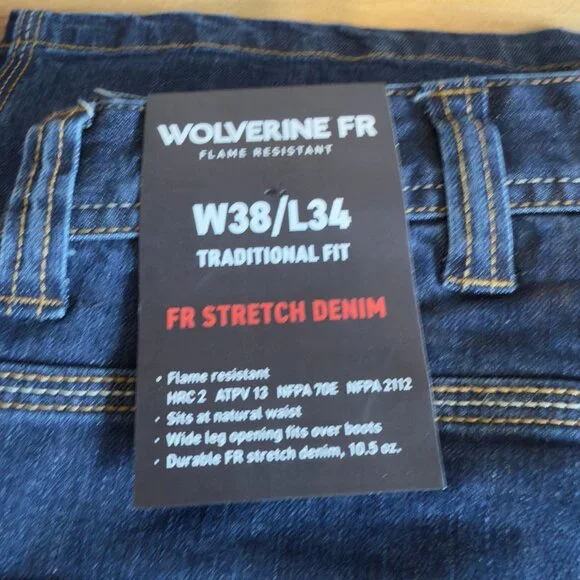 WOLVERINE FR
FLAME RESISTANT
W38/L34
TRADITIONAL FIT
FR STRETCH DENIM
• Flame resistant
HRC 2 ATPV 13 NFPA 70E NFPA 2112
• Sits at natural waist
• Wide leg opening fits over boots
• Durable FR stretch denim, 10.5 oz.